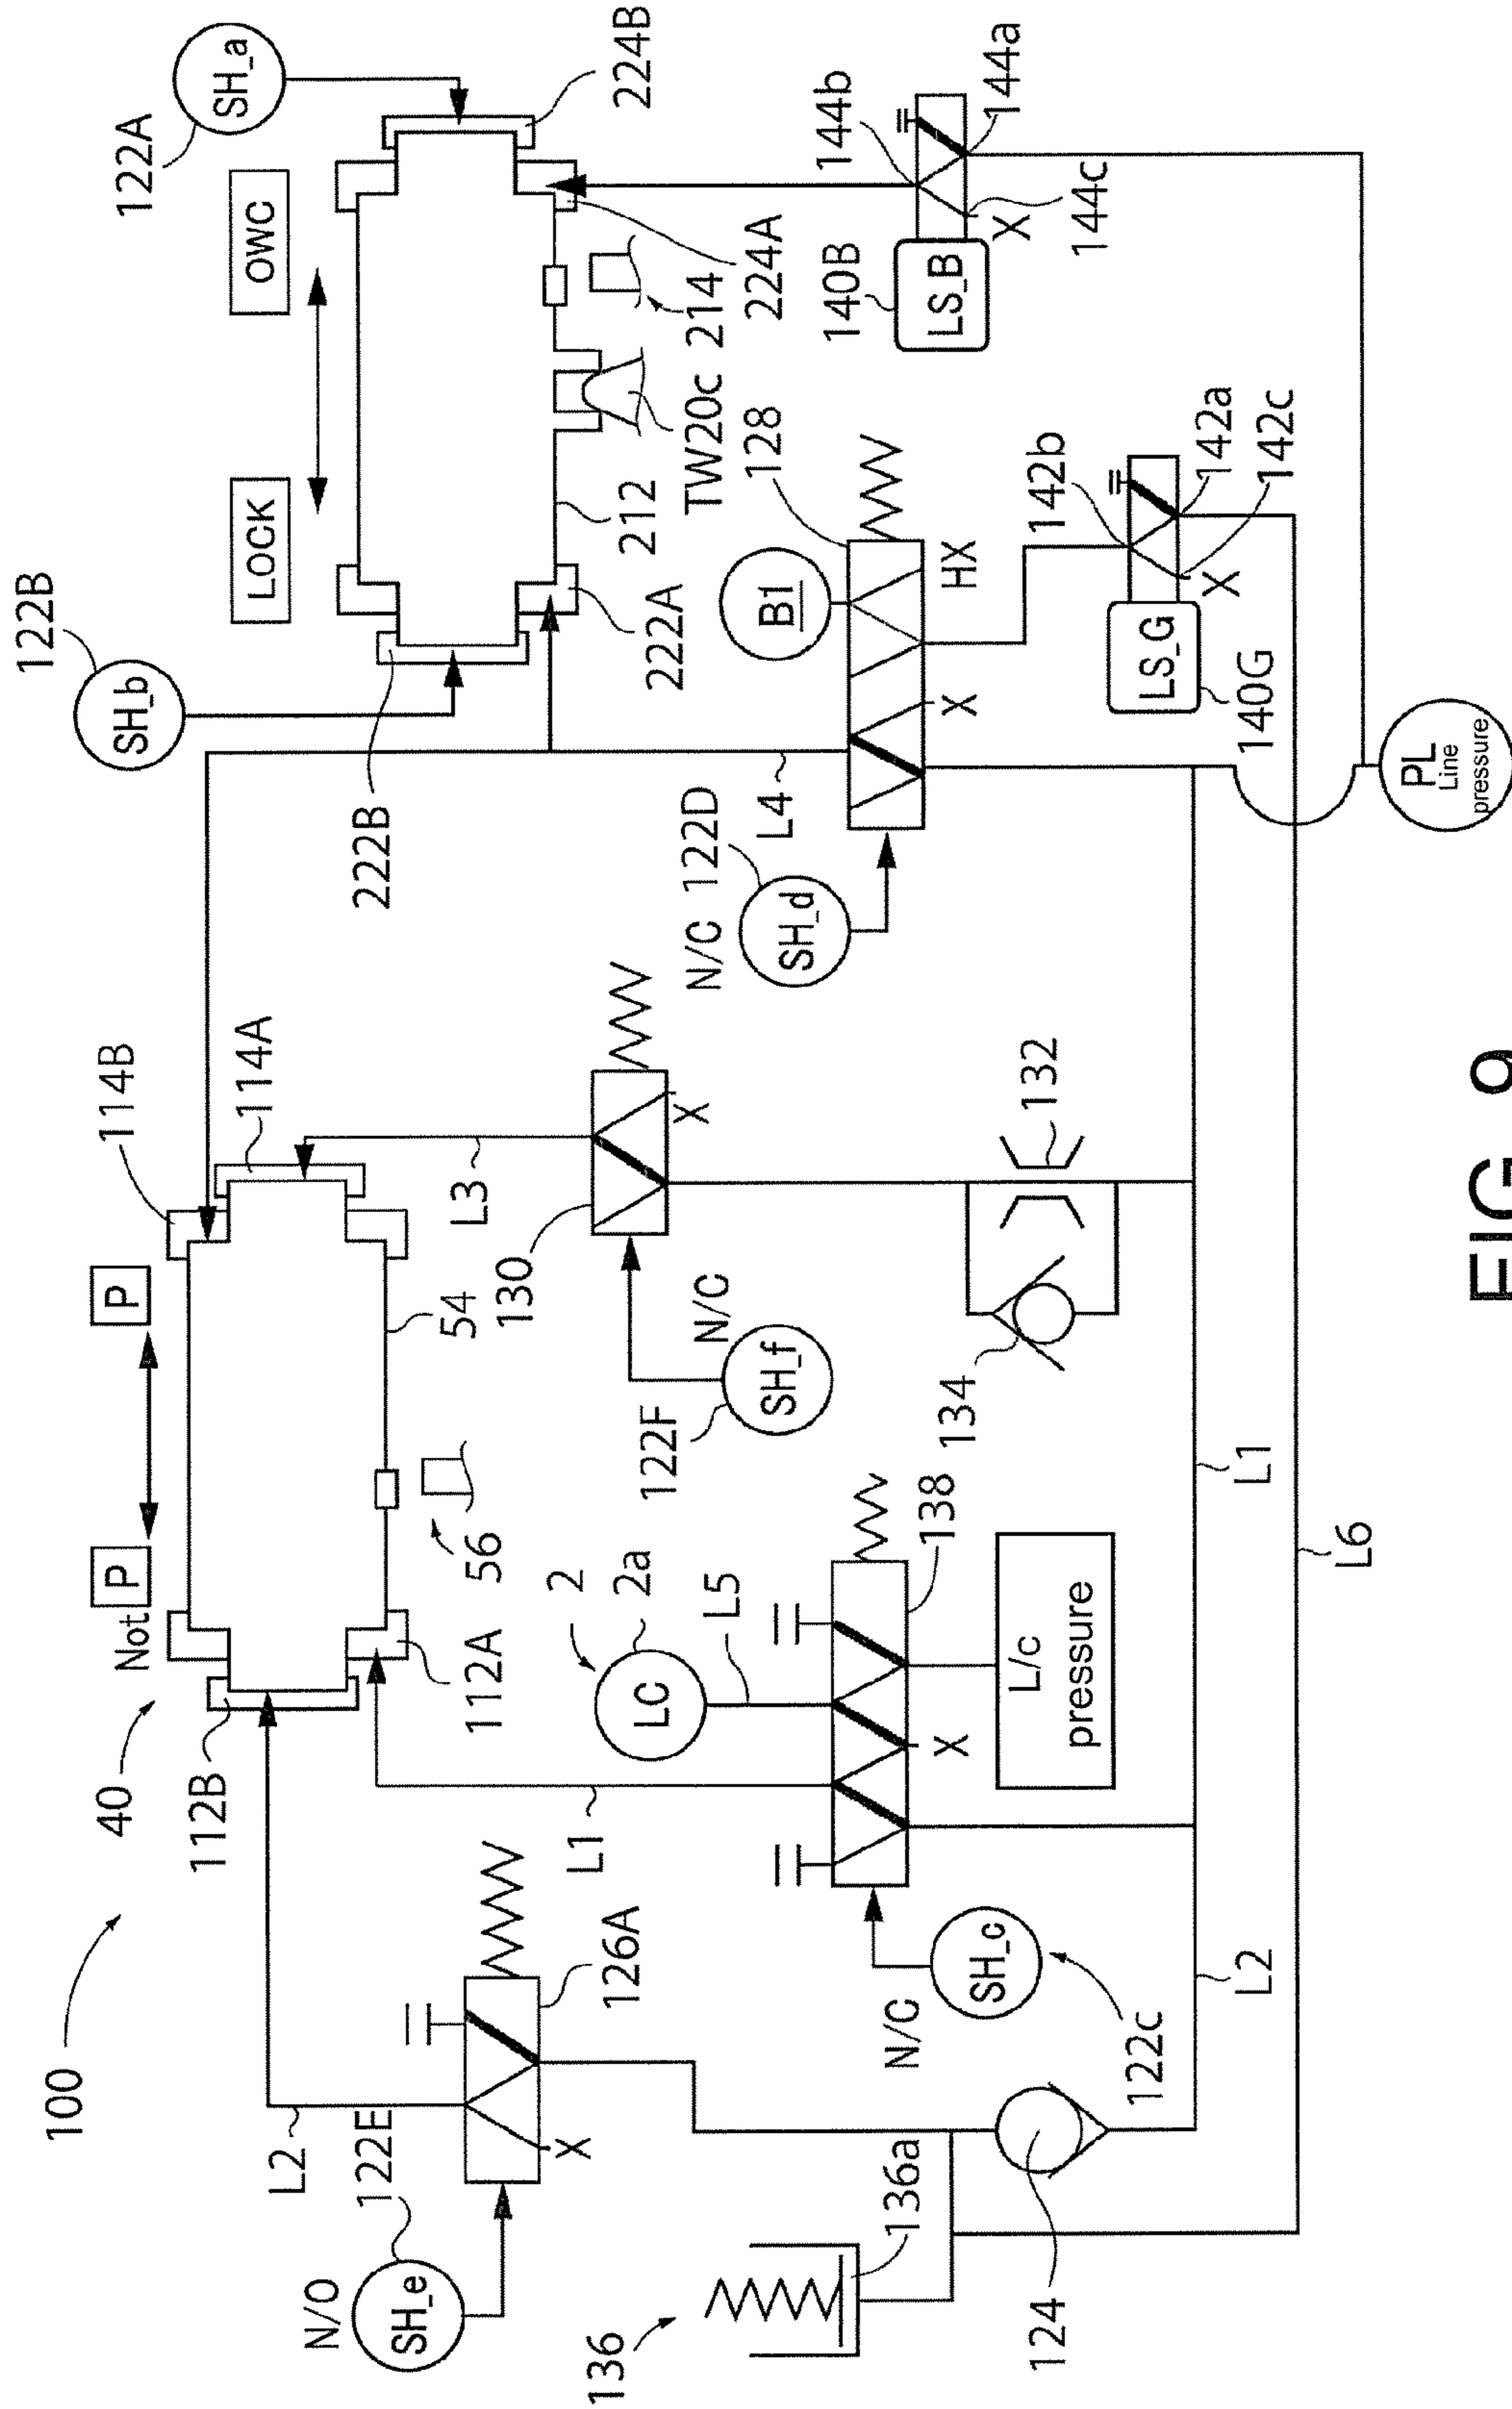 100
40
Not P
P
114B
114A
112B
112A
54
56
122B
SH_b
LOCK
OWC
122A
SH_a
224B
222B
222A
212
TW20c
214
224A
L2
N/O
122E
SH_e
X
126A
L1
2
2a
LC
L5
L3
130
X
N/C
122F
SH_f
N/C
122D
SH_d
L4
128
B1
X
HX
140B
LS_B
144b
144a
144c
X
136
136a
124
N/C
SH_c
122c
X
138
L/c
pressure
134
132
142b
142a
142c
LS_G
140G
X
L2
L1
L6
PL
Line
pressure
FIG. 9